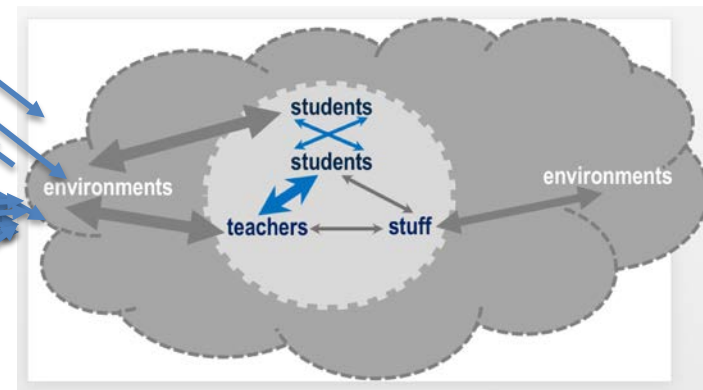 students
students
environments
environments
teachers
stuff